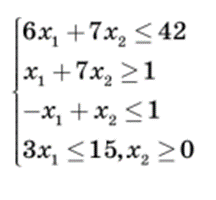 6x₁ + 7x₂ ≤ 42
x₁ + 7x₂ ≥ 1
-x₁ + x₂ ≤ 1
3x₁ ≤ 15, x₂ ≥ 0